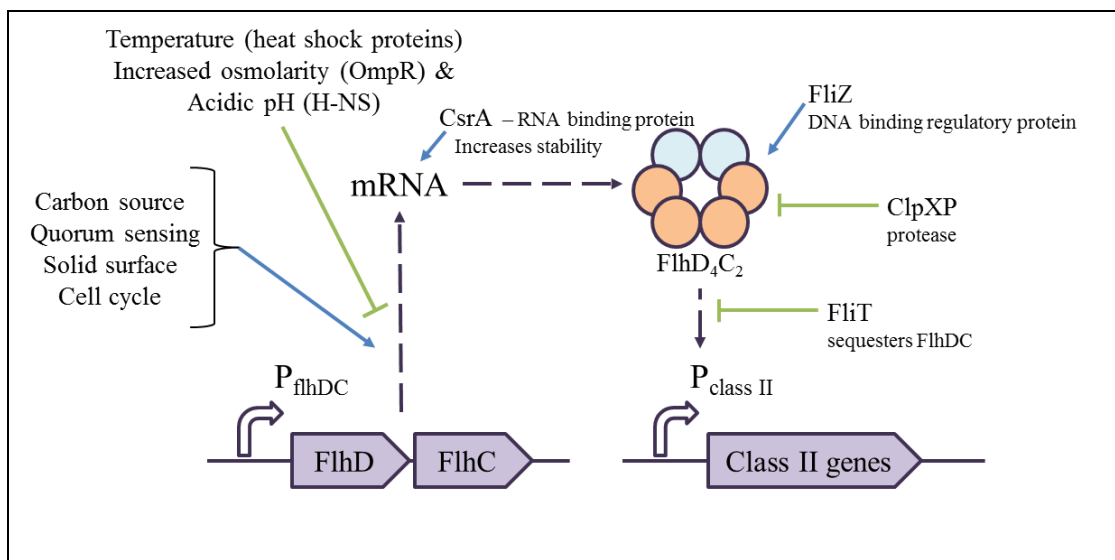 Temperature (heat shock proteins)
Increased osmolarity (OmpR) &
Acidic pH (H-NS)
CsrA – RNA binding protein
Increases stability
FliZ
DNA binding regulatory protein
mRNA
Carbon source
Quorum sensing
Solid surface
Cell cycle
ClpXP
protease
FlhD₄C₂
FliT
sequesters FlhDC
P_flhDC
P_class II
FlhD
FlhC
Class II genes